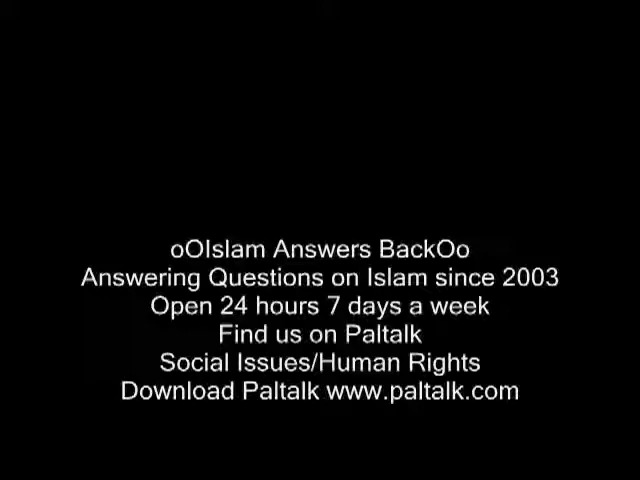 oOIslam Answers BackOo
Answering Questions on Islam since 2003
Open 24 hours 7 days a week
Find us on Paltalk
Social Issues/Human Rights
Download Paltalk www.paltalk.com